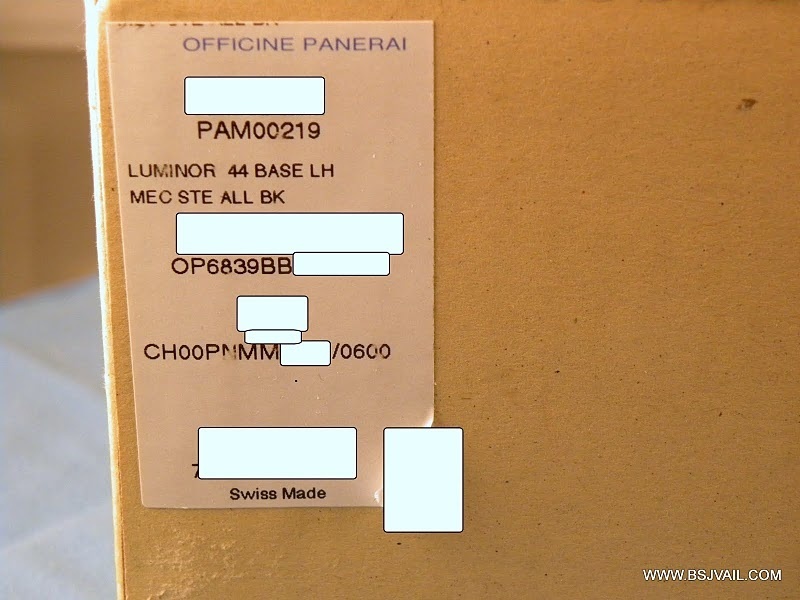 OFFICINE PANERAI
PAM00219
LUMINOR 44 BASE LH
MEC STE ALL BK
OP6839BB
CH00PNMM /0600
7
Swiss Made
WWW.BSJVAIL.COM